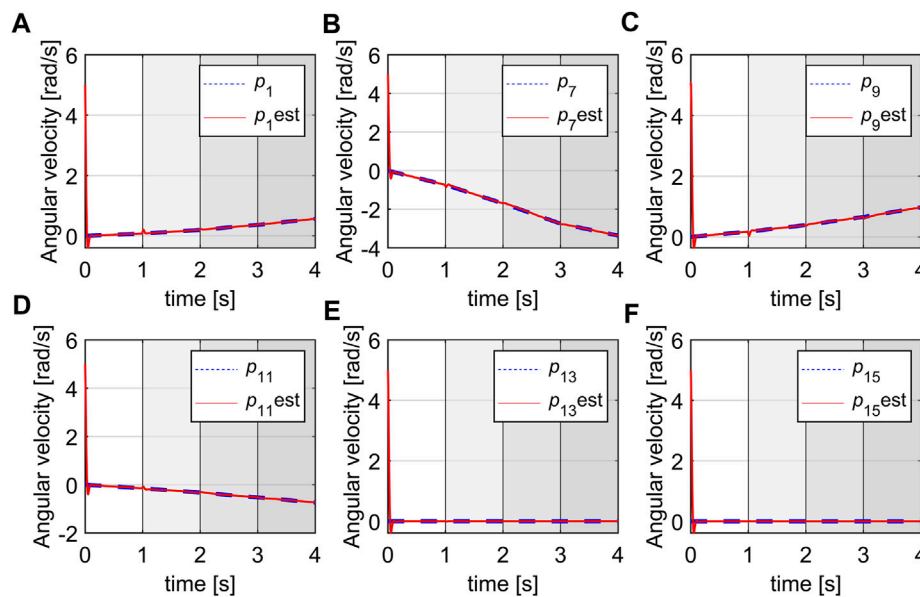 A
Angular velocity [rad/s]
6
4
2
0
0 1 2 3 4
time [s]
p1
p1est
B
Angular velocity [rad/s]
6
4
2
0
-2
-4
0 1 2 3 4
time [s]
p7
p7est
C
Angular velocity [rad/s]
6
4
2
0
0 1 2 3 4
time [s]
p9
p9est
D
Angular velocity [rad/s]
6
4
2
0
-2
0 1 2 3 4
time [s]
p11
p11est
E
Angular velocity [rad/s]
6
4
2
0
0 1 2 3 4
time [s]
p13
p13est
F
Angular velocity [rad/s]
6
4
2
0
0 1 2 3 4
time [s]
p15
p15est